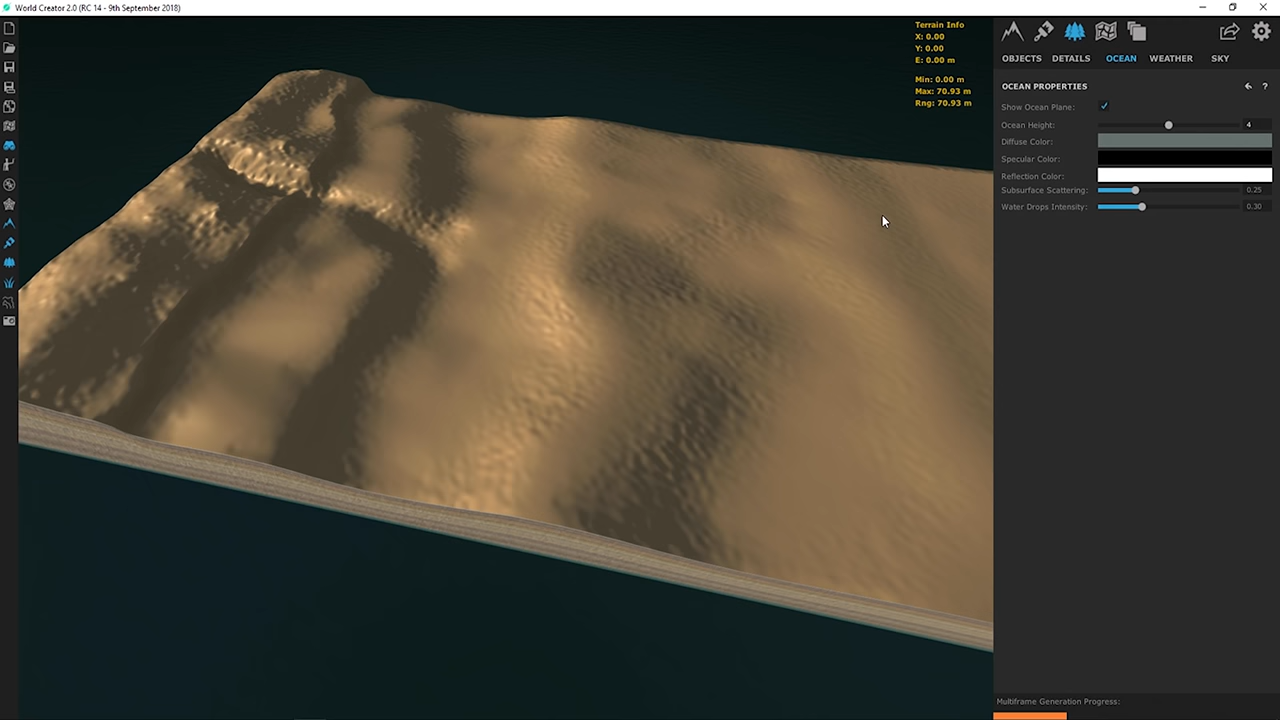 World Creator 2.0 (RC 14 - 9th September 2018)
Terrain Info
X: 0.00
Y: 0.00
E: 0.00 m
Min: 0.00 m
Max: 70.93 m
Rng: 70.93 m
OBJECTS DETAILS OCEAN WEATHER SKY
OCEAN PROPERTIES ?
Show Ocean Plane:
Ocean Height: 4
Diffuse Color:
Specular Color:
Reflection Color:
Subsurface Scattering: 0.25
Water Drops Intensity: 0.30
Multiframe Generation Progress: